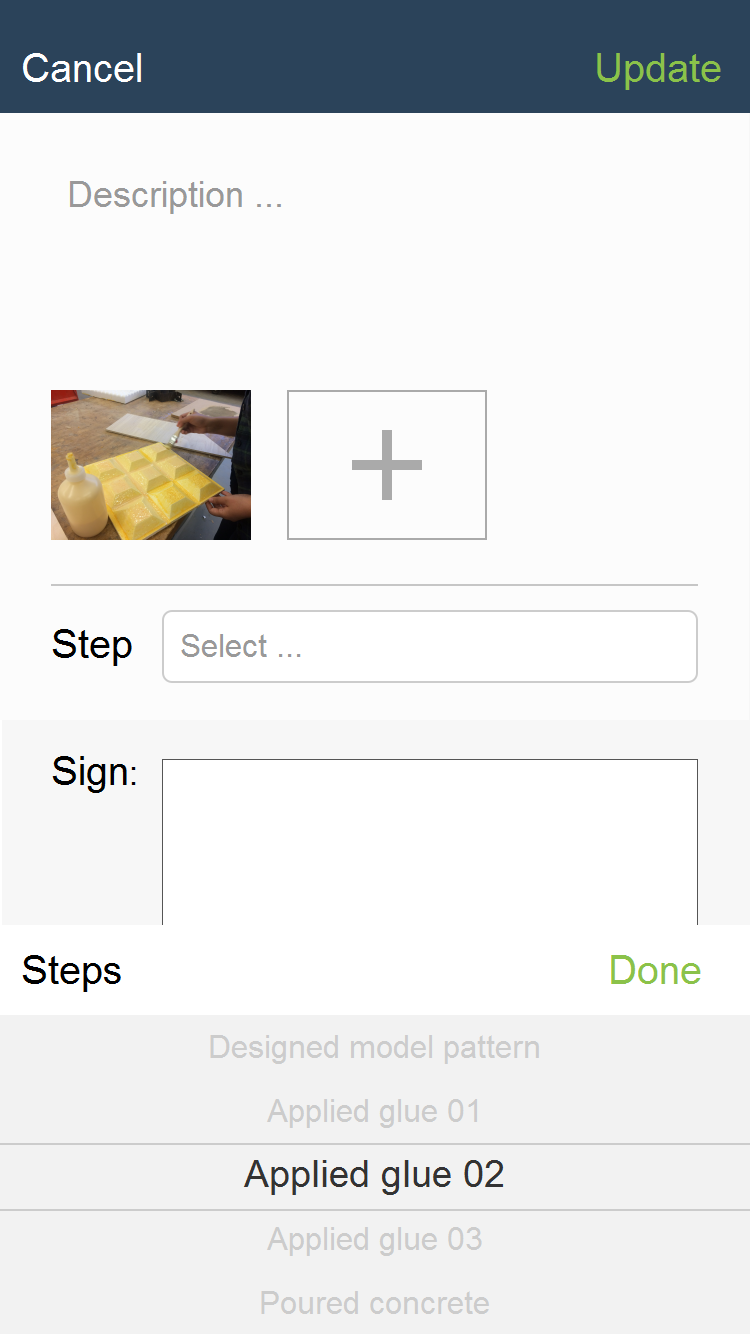 Cancel Update
Description ...
Step Select ...
Sign:
Steps Done
Designed model pattern
Applied glue 01
Applied glue 02
Applied glue 03
Poured concrete